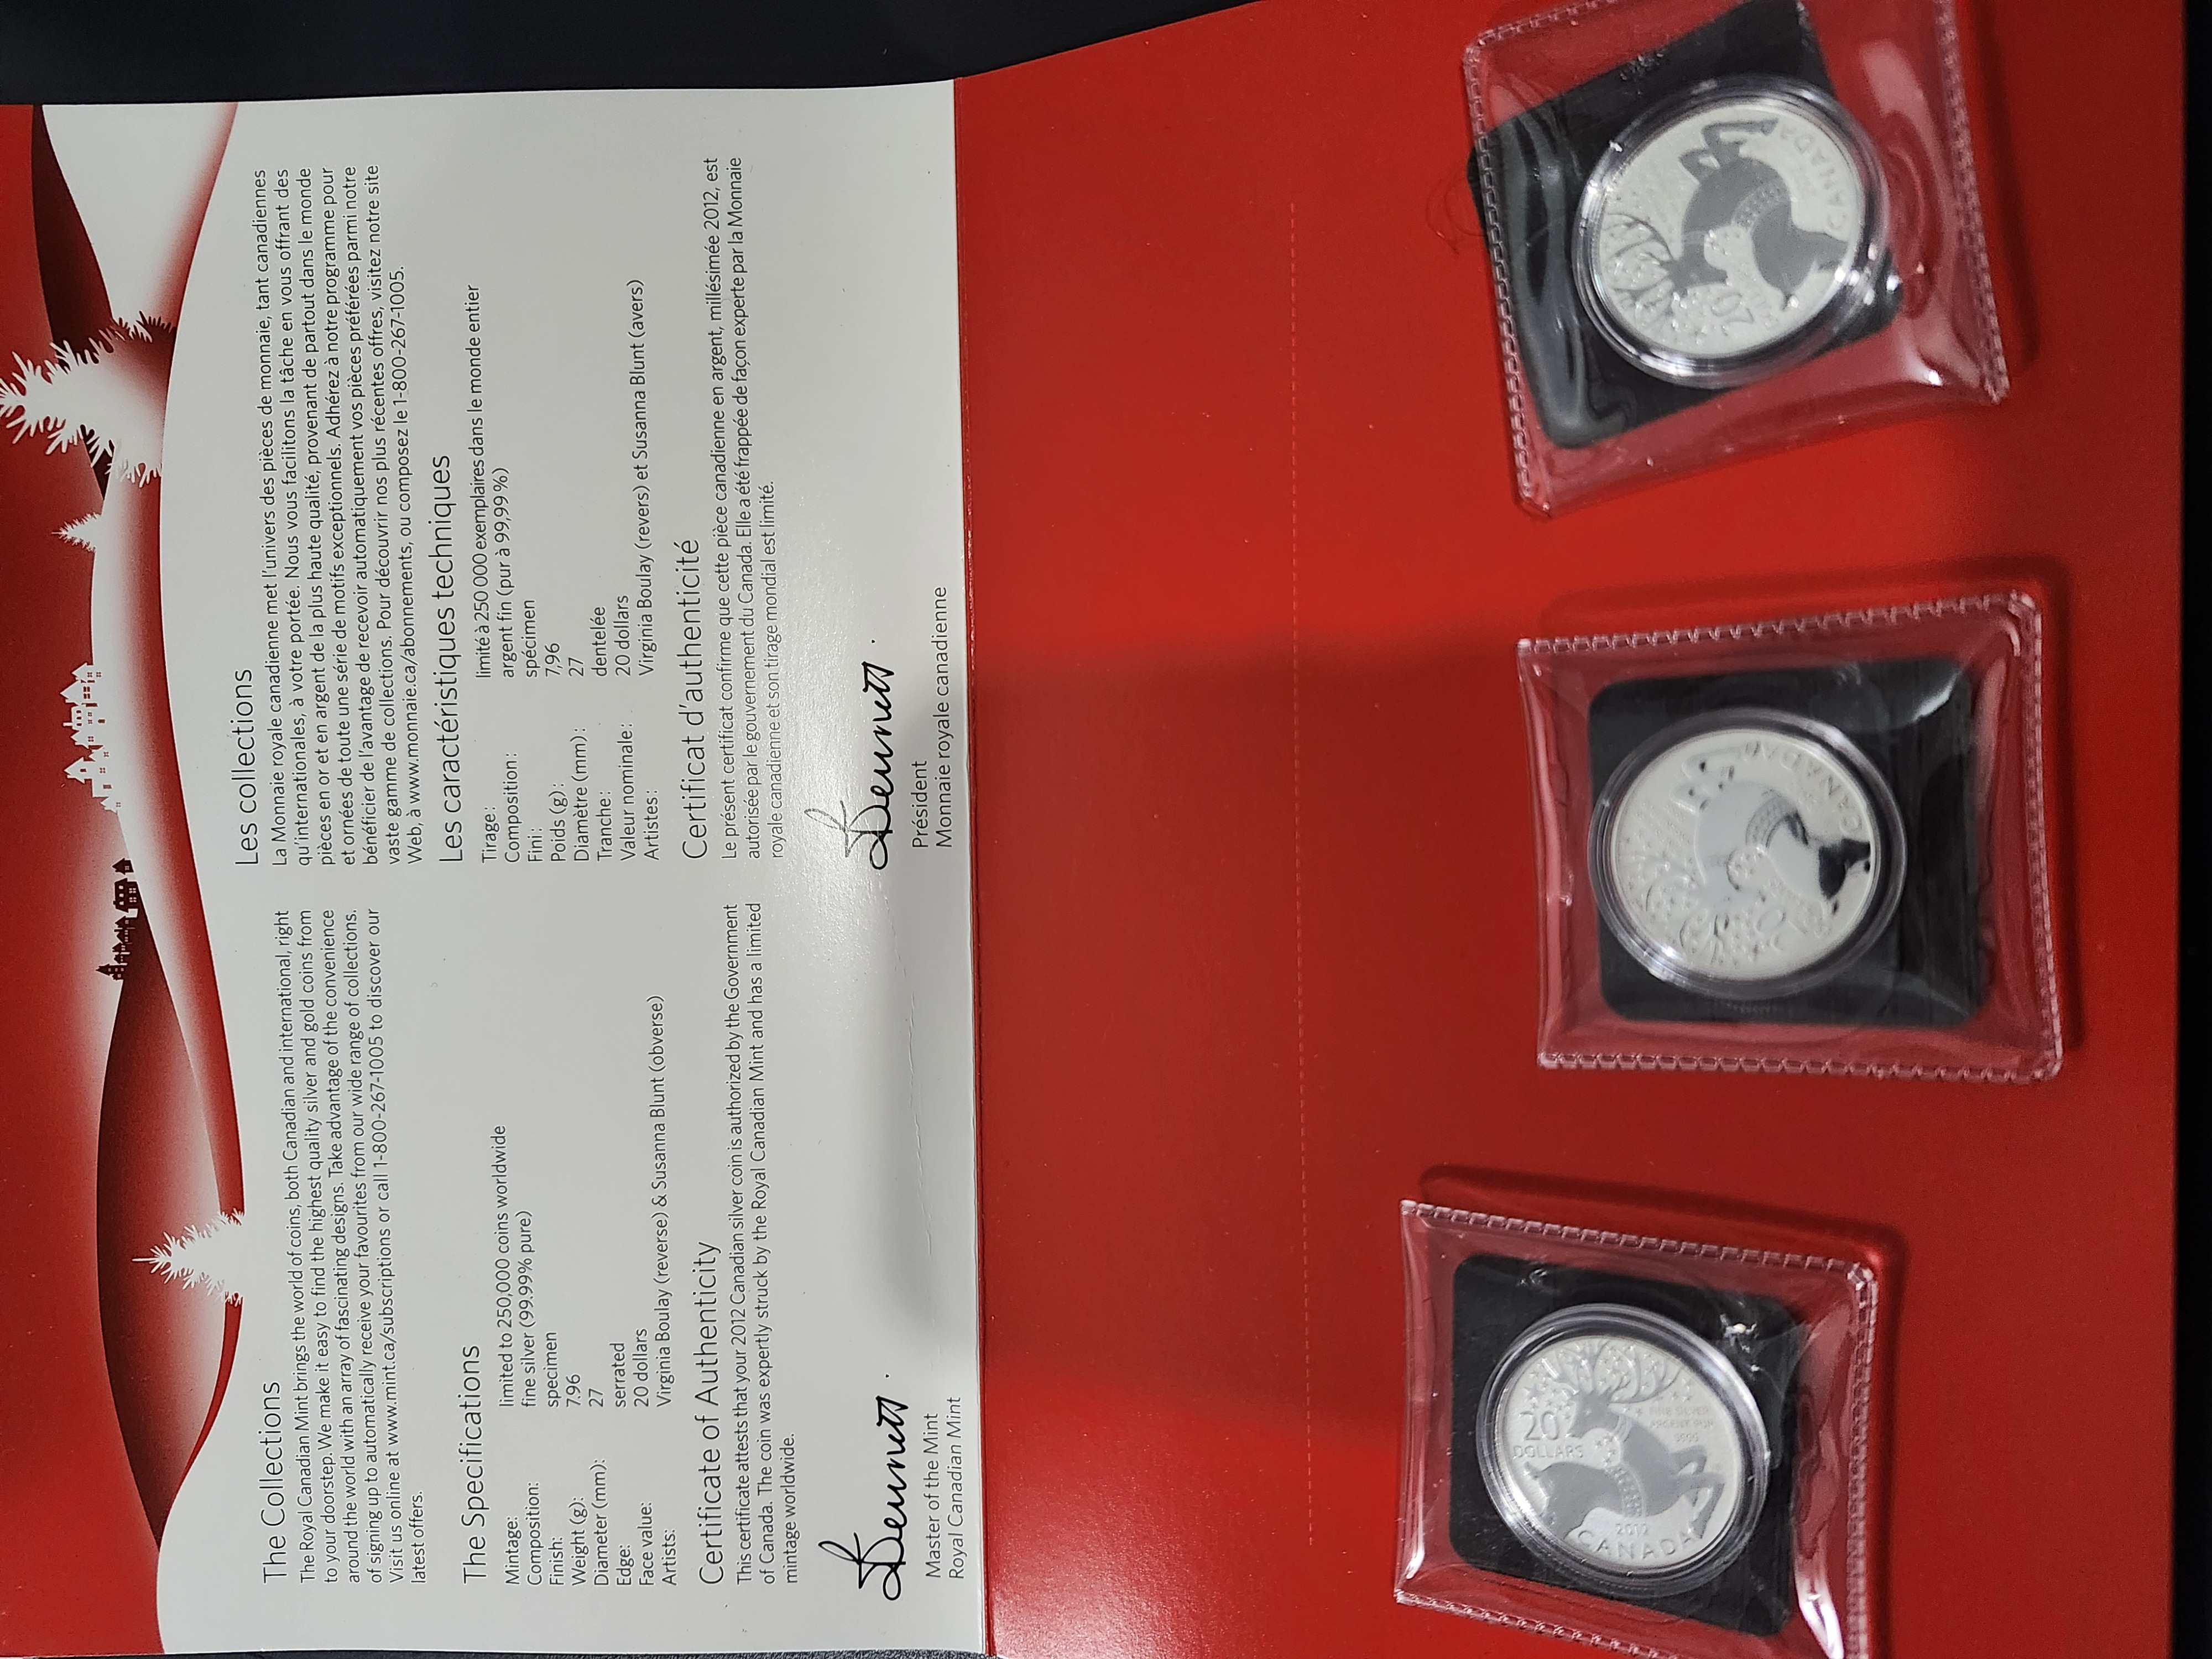 The Collections
The Royal Canadian Mint brings the world of coins, both Canadian and international, right
to your doorstep. We make it easy to find the highest quality silver and gold coins from
around the world with an array of fascinating designs. Take advantage of the convenience
of signing up to automatically receive your favourites from our wide range of collections.
Visit us online at www.mint.ca/subscriptions or call 1-800-267-1005 to discover our
latest offers.
The Specifications
Mintage: limited to 250,000 coins worldwide
Composition: fine silver (99.99% pure)
Finish: specimen
Weight (g): 7.96
Diameter (mm): 27
Edge: serrated
Face value: 20 dollars
Artists: Virginia Boulay (reverse) & Susanna Blunt (obverse)
Certificate of Authenticity
This certificate attests that your 2012 Canadian silver coin is authorized by the Government
of Canada. The coin was expertly struck by the Royal Canadian Mint and has a limited
mintage worldwide.
Bennett
Master of the Mint
Royal Canadian Mint
Les collections
La Monnaie royale canadienne met l'univers des pièces de monnaie, tant canadiennes
qu'internationales, à votre portée. Nous vous facilitons la tâche en vous offrant des
pièces en or et en argent de la plus haute qualité, provenant de partout dans le monde
et ornées de toute une série de motifs exceptionnels. Adhérez à notre programme pour
bénéficier de l'avantage de recevoir automatiquement vos pièces préférées parmi notre
vaste gamme de collections. Pour découvrir nos plus récentes offres, visitez notre site
Web, à www.monnaie.ca/abonnements, ou composez le 1-800-267-1005.
Les caractéristiques techniques
Tirage: limité à 250 000 exemplaires dans le monde entier
Composition: argent fin (pur à 99,99 %)
Fini: spécimen
Poids (g): 7,96
Diamètre (mm): 27
Tranche: dentelée
Valeur nominale: 20 dollars
Artistes: Virginia Boulay (revers) et Susanna Blunt (avers)
Certificat d'authenticité
Le présent certificat confirme que cette pièce canadienne en argent, millésimée 2012, est
autorisée par le gouvernement du Canada. Elle a été frappée de façon experte par la Monnaie
royale canadienne et son tirage mondial est limité.
Bennett
Président
Monnaie royale canadienne
20
DOLLARS
2012
CANADA
20
CANADA
20
CANADA